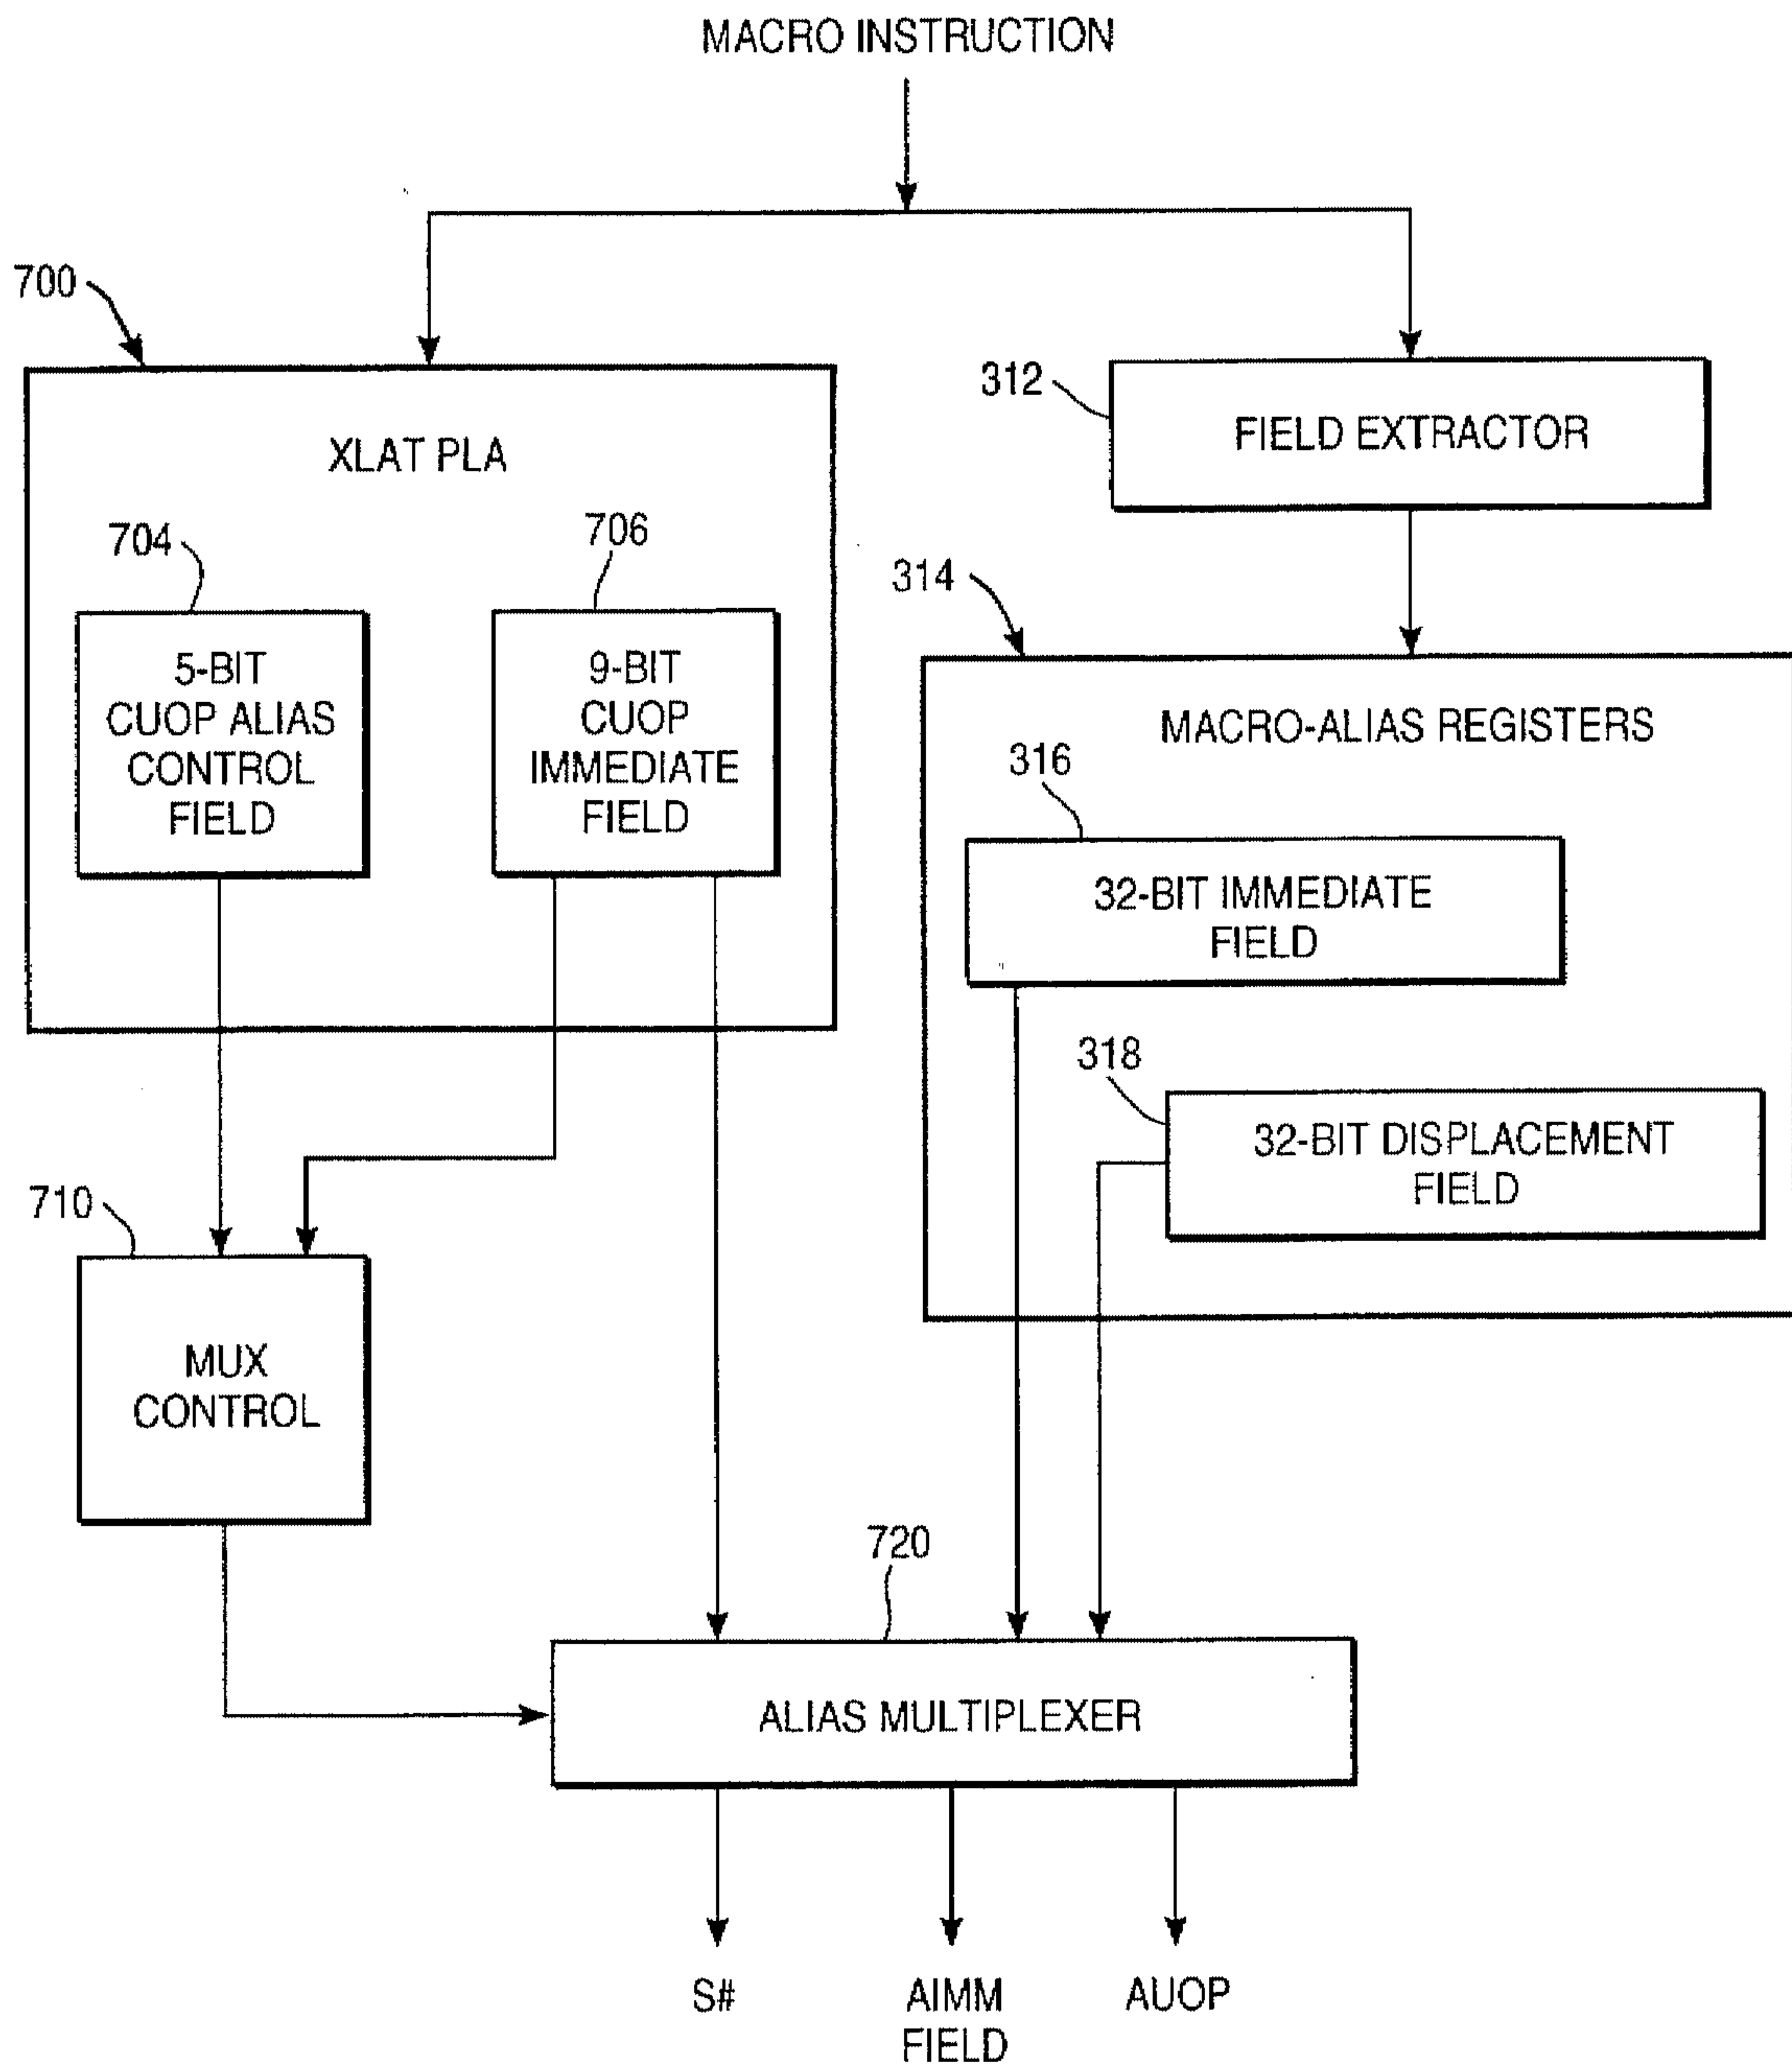 MACRO INSTRUCTION
700
312
FIELD EXTRACTOR
XLAT PLA
704
706
314
5-BIT
CUOP ALIAS
CONTROL
FIELD
9-BIT
CUOP
IMMEDIATE
FIELD
MACRO-ALIAS REGISTERS
316
32-BIT IMMEDIATE
FIELD
318
32-BIT DISPLACEMENT
FIELD
710
MUX
CONTROL
720
ALIAS MULTIPLEXER
S#
AIMM
FIELD
AUOP